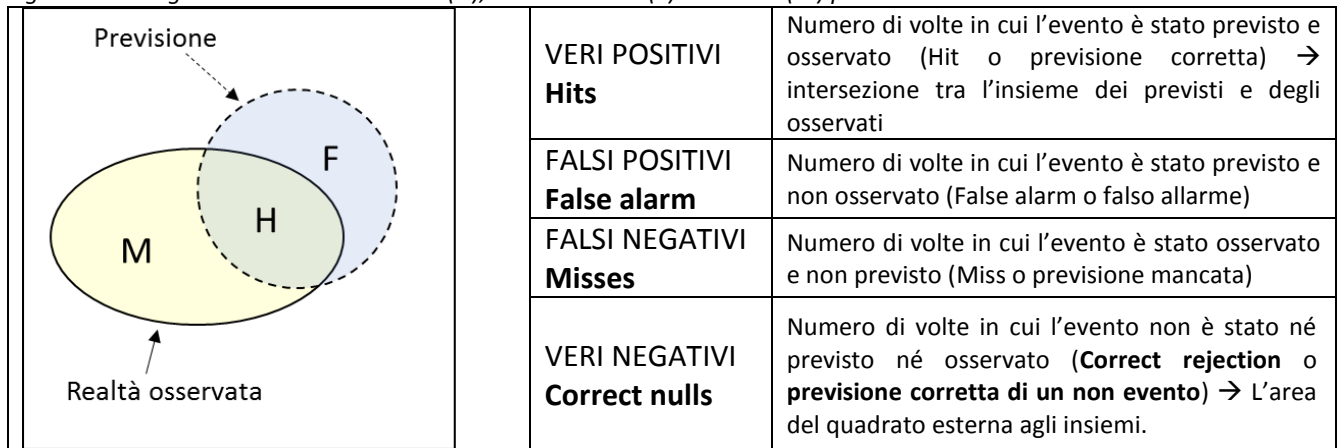 Previsione
F
H
M
Realtà osservata
VERI POSITIVI
Hits
Numero di volte in cui l’evento è stato previsto e
osservato (Hit o previsione corretta) →
intersezione tra l’insieme dei previsti e degli
osservati
FALSI POSITIVI
False alarm
Numero di volte in cui l’evento è stato previsto e
non osservato (False alarm o falso allarme)
FALSI NEGATIVI
Misses
Numero di volte in cui l’evento è stato osservato
e non previsto (Miss o previsione mancata)
VERI NEGATIVI
Correct nulls
Numero di volte in cui l’evento non è stato né
previsto né osservato (Correct rejection o
previsione corretta di un non evento) → L’area
del quadrato esterna agli insiemi.